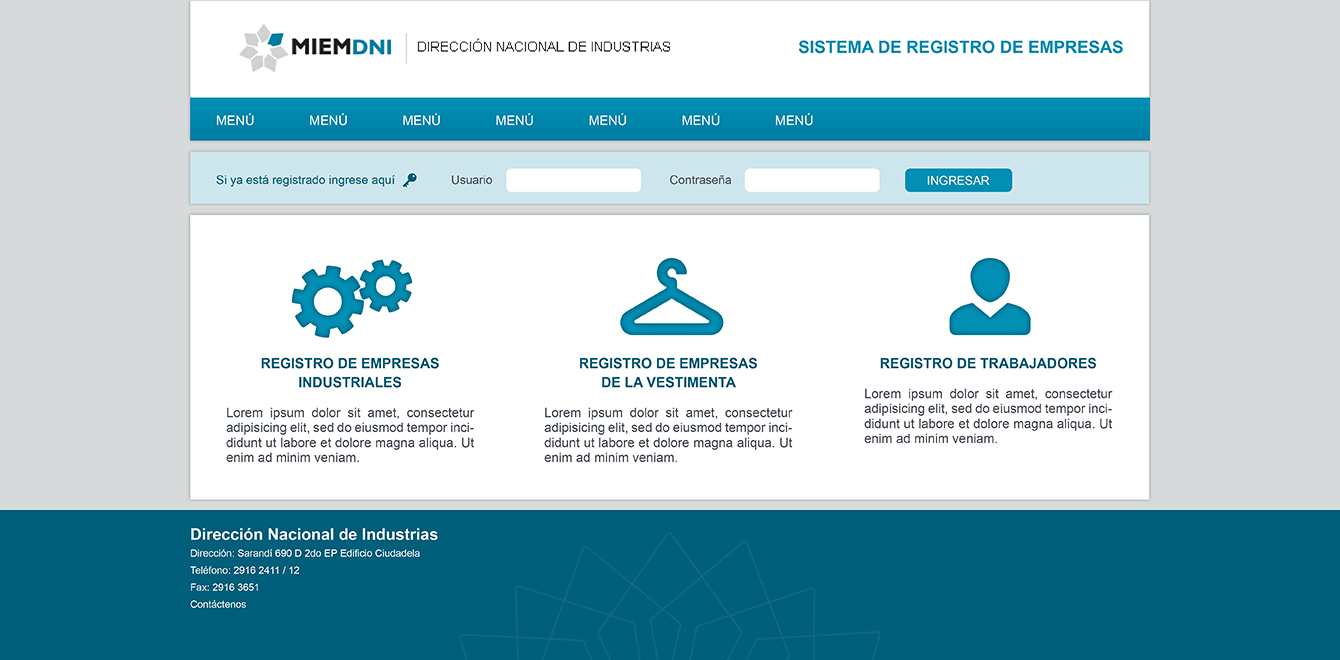 MIEMDNI
DIRECCIÓN NACIONAL DE INDUSTRIAS
SISTEMA DE REGISTRO DE EMPRESAS
MENÚ MENÚ MENÚ MENÚ MENÚ MENÚ MENÚ
Si ya está registrado ingrese aquí Usuario Contraseña INGRESAR
REGISTRO DE EMPRESAS
INDUSTRIALES
Lorem ipsum dolor sit amet, consectetur
adipisicing elit, sed do eiusmod tempor inci-
didunt ut labore et dolore magna aliqua. Ut
enim ad minim veniam.
REGISTRO DE EMPRESAS
DE LA VESTIMENTA
Lorem ipsum dolor sit amet, consectetur
adipisicing elit, sed do eiusmod tempor inci-
didunt ut labore et dolore magna aliqua. Ut
enim ad minim veniam.
REGISTRO DE TRABAJADORES
Lorem ipsum dolor sit amet, consectetur
adipisicing elit, sed do eiusmod tempor inci-
didunt ut labore et dolore magna aliqua. Ut
enim ad minim veniam.
Dirección Nacional de Industrias
Dirección: Sarandí 690 D 2do EP Edificio Ciudadela
Teléfono: 2916 2411 / 12
Fax: 2916 3651
Contáctenos